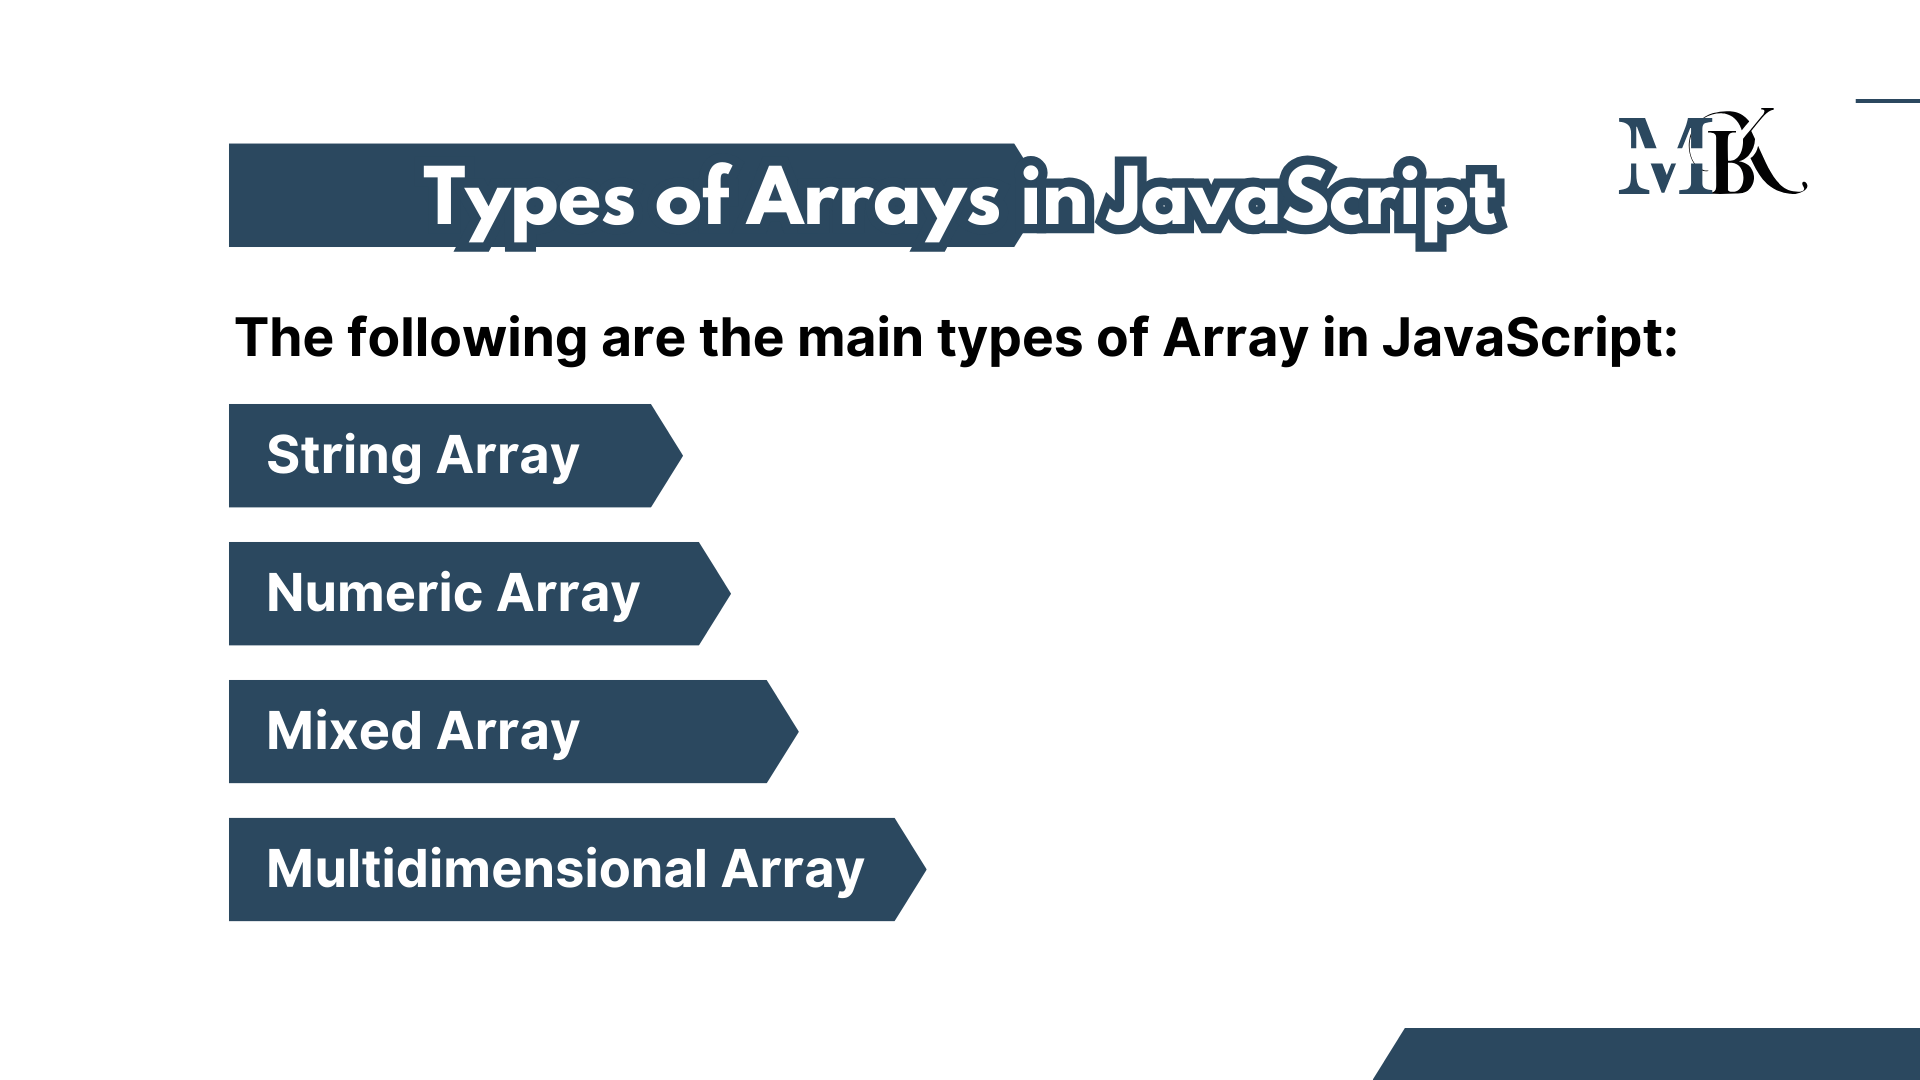 Types of Arrays in JavaScript
MBK
The following are the main types of Array in JavaScript:
String Array
Numeric Array
Mixed Array
Multidimensional Array